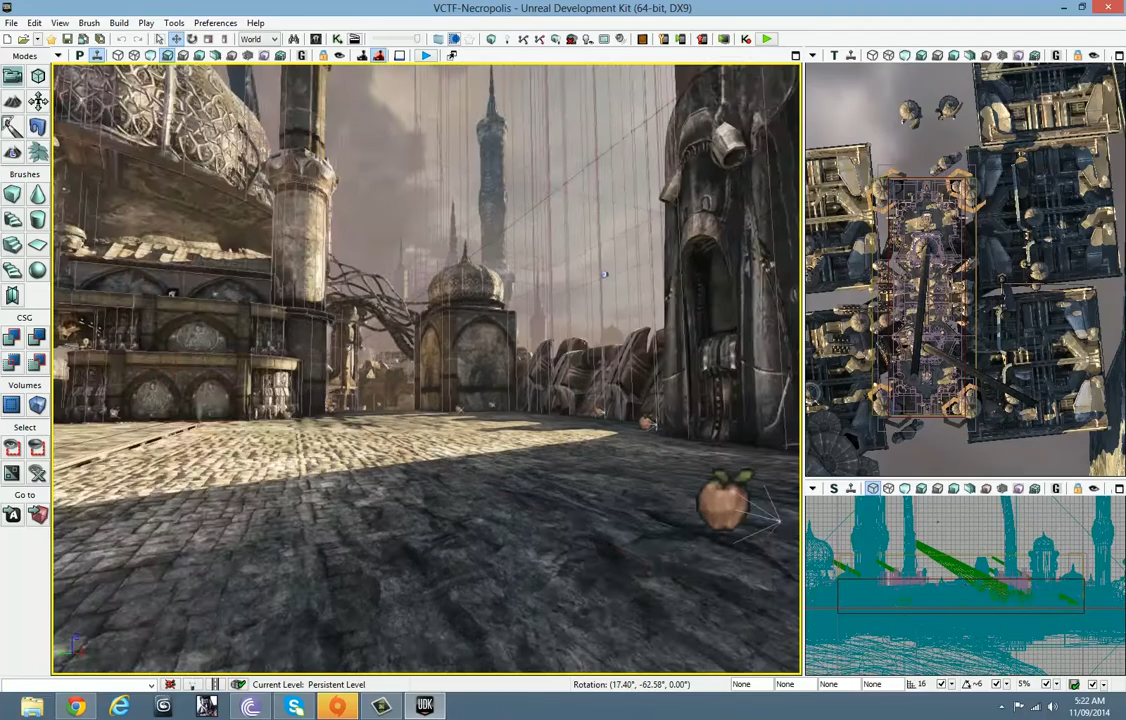 VCTF-Necropolis - Unreal Development Kit (64-bit, DX9)
File Edit View Brush Build Play Tools Preferences Help
World
Modes
P
G
T
G
Brushes
CSG
Volumes
Select
Go to
S
G
Current Level: Persistent Level
Rotation: (17.40°, -62.58°, 0.00°)
None None None None 16 ~6 5%
UDK
5:22 AM
11/09/2014